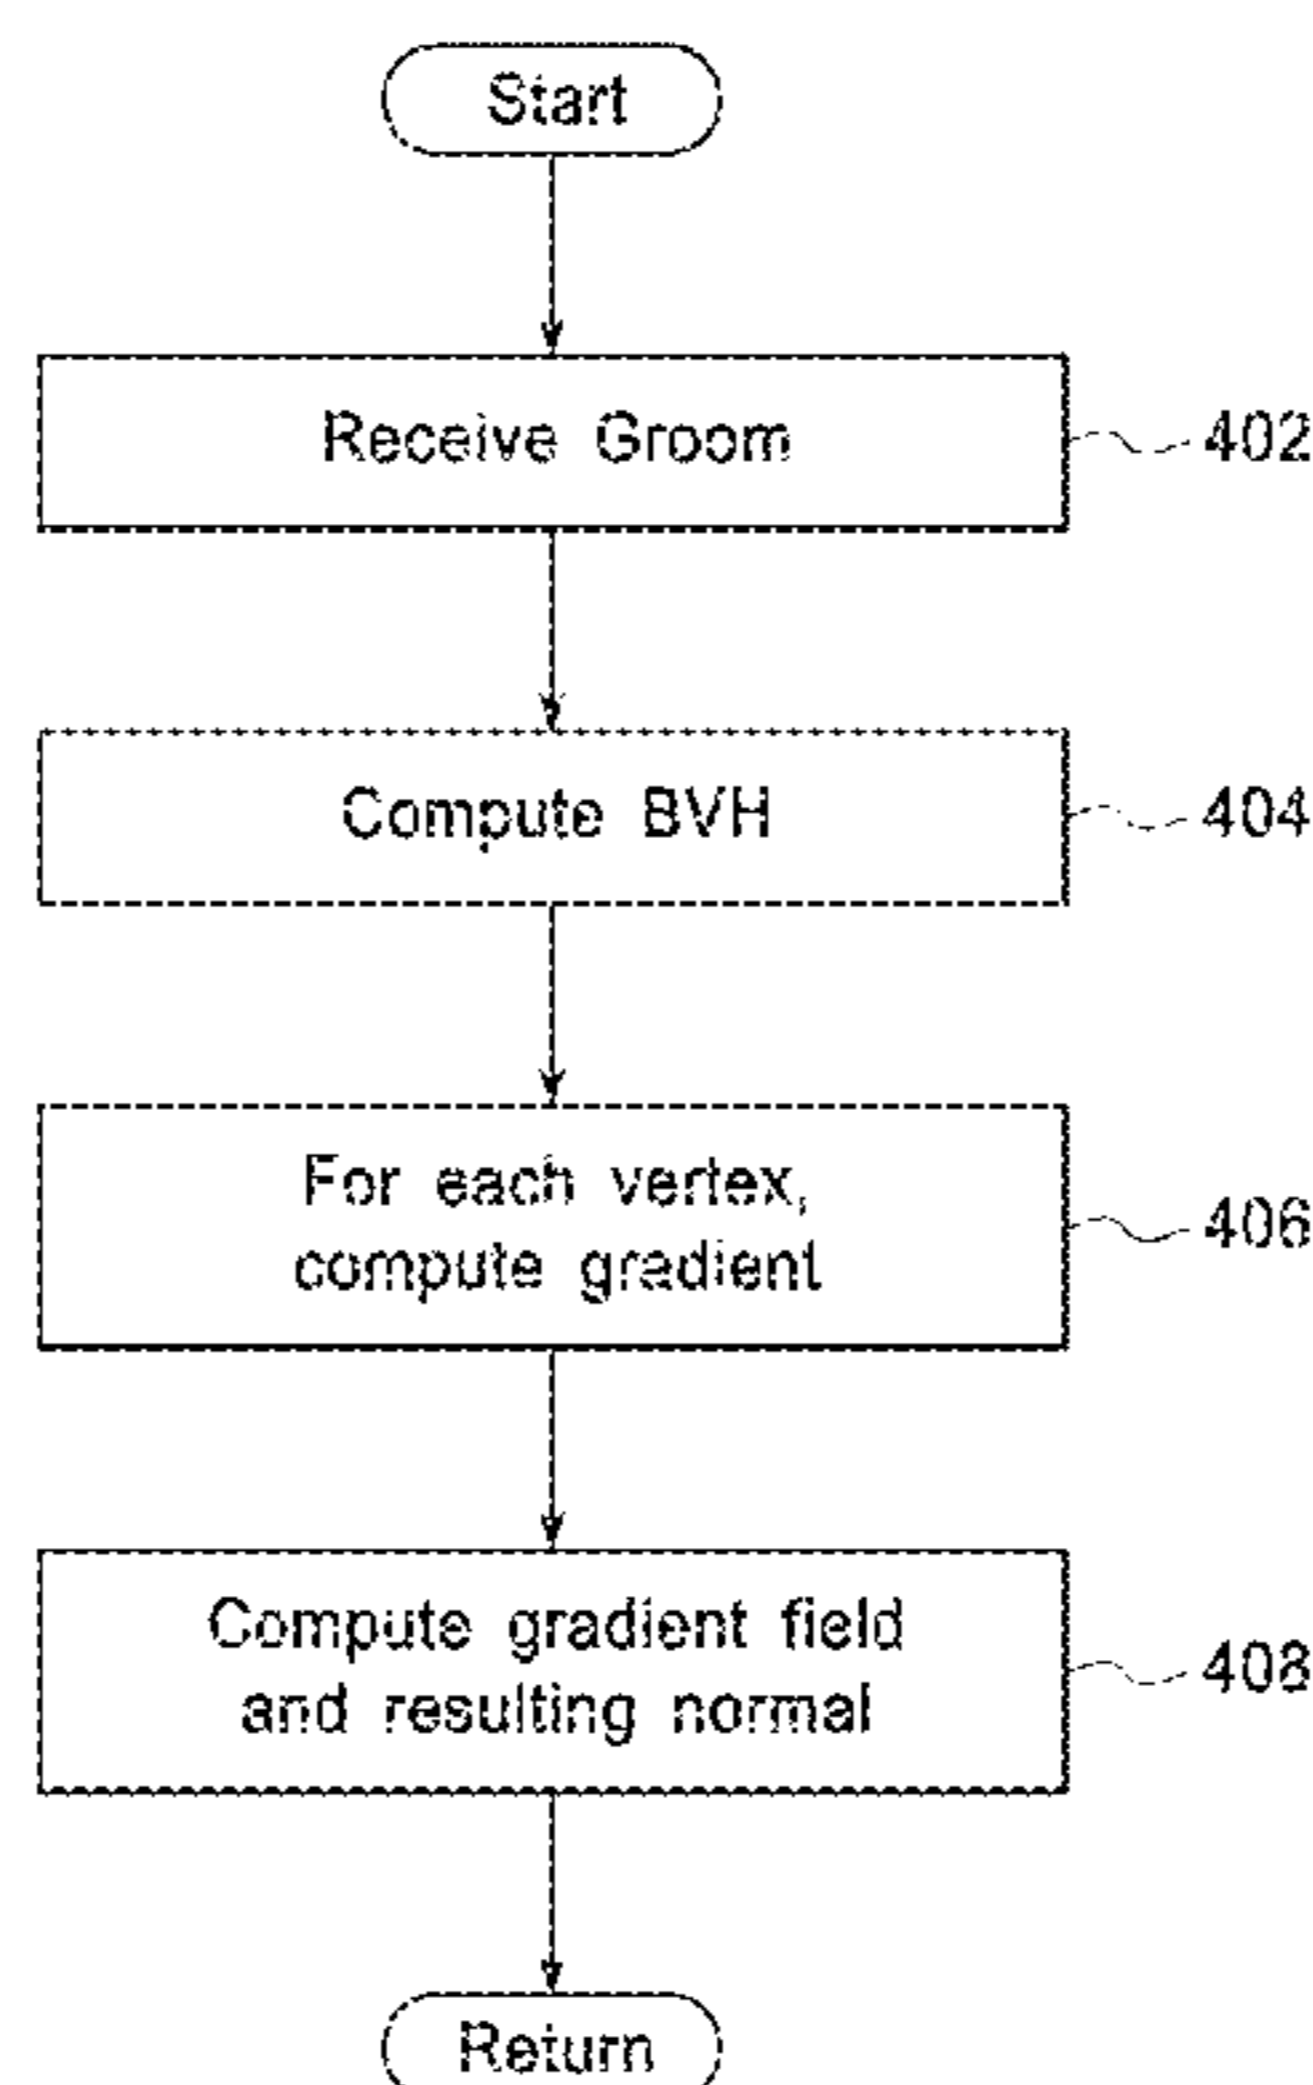 Start
Receive Groom
402
Compute BVH
404
For each vertex,
compute gradient
406
Compute gradient field
and resulting normal
408
Return